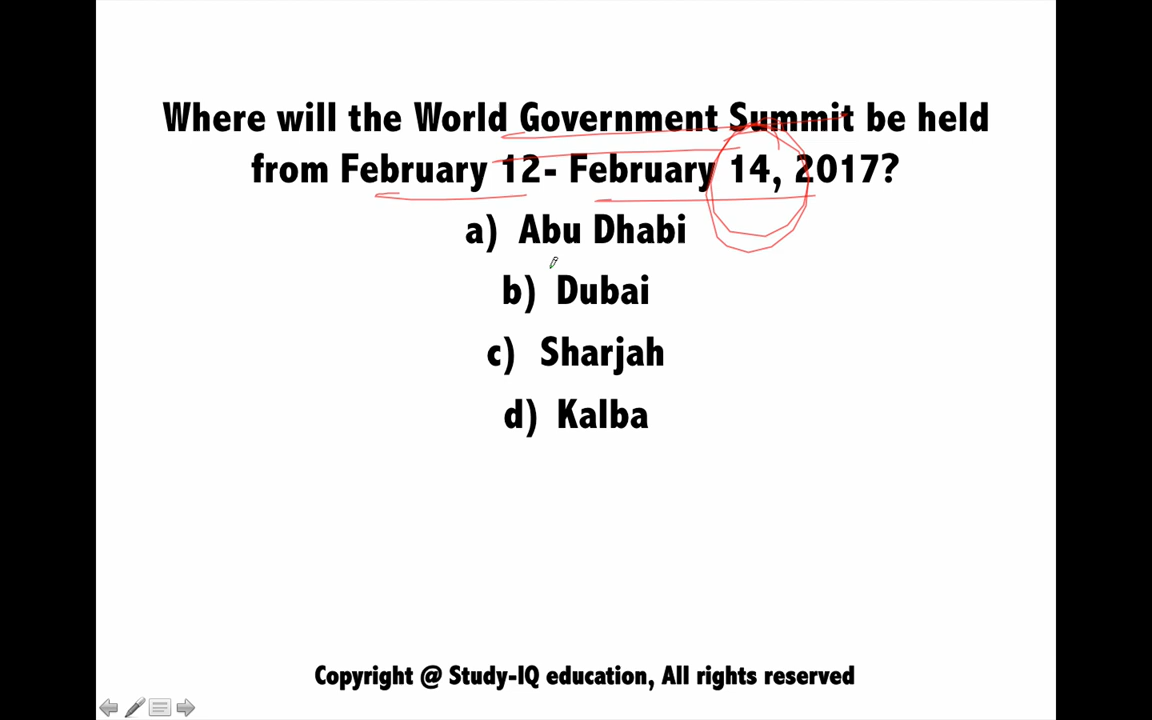 Where will the World Government Summit be held
from February 12- February 14, 2017?
a) Abu Dhabi
b) Dubai
c) Sharjah
d) Kalba
Copyright @ Study-IQ education, All rights reserved